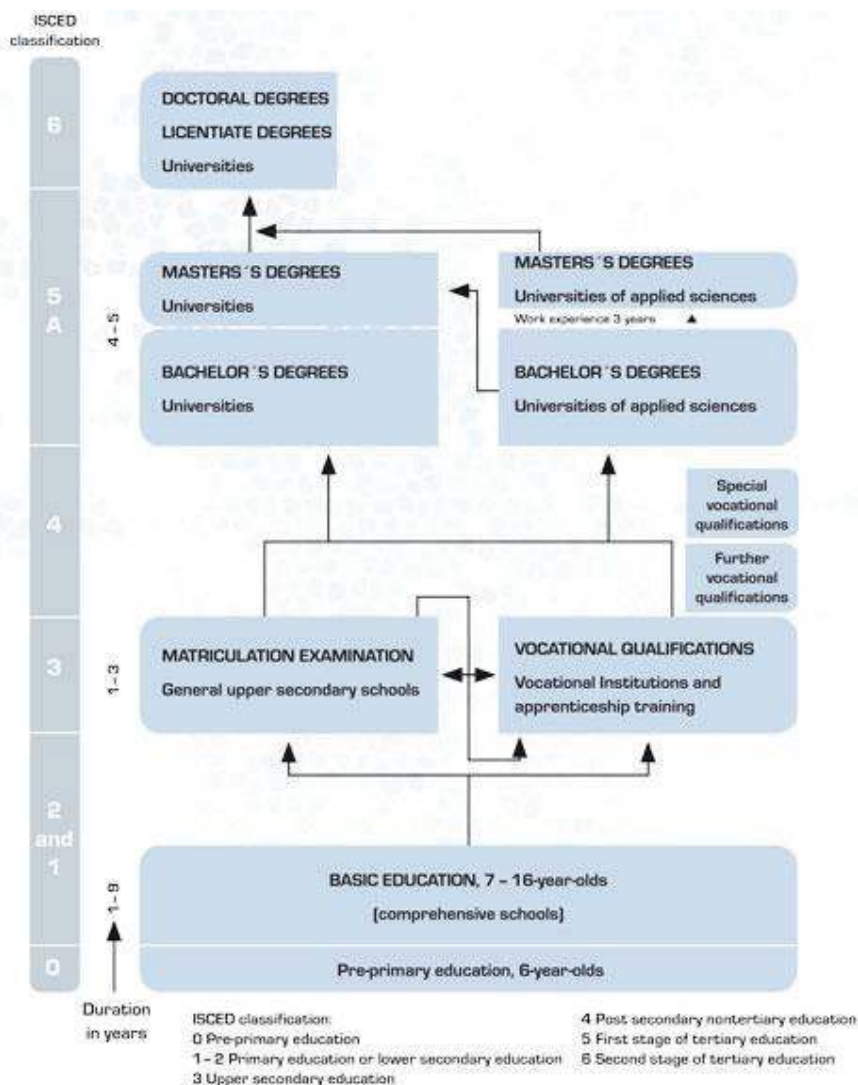 ISCED
classification
6
DOCTORAL DEGREES
LICENTIATE DEGREES
Universities
5
A
4-5
MASTERS´S DEGREES
Universities
MASTERS´S DEGREES
Universities of applied sciences
Work experience 3 years ▲
BACHELOR´S DEGREES
Universities
BACHELOR´S DEGREES
Universities of applied sciences
4
Special
vocational
qualifications
Further
vocational
qualifications
3
1-3
MATRICULATION EXAMINATION
General upper secondary schools
VOCATIONAL QUALIFICATIONS
Vocational Institutions and
apprenticeship training
2
and
1
1-9
BASIC EDUCATION, 7 – 16-year-olds
(comprehensive schools)
0
Pre-primary education, 6-year-olds
Duration
in years
ISCED classification:
0 Pre-primary education
1 - 2 Primary education or lower secondary education
3 Upper secondary education
4 Post secondary nontertiary education
5 First stage of tertiary education
6 Second stage of tertiary education